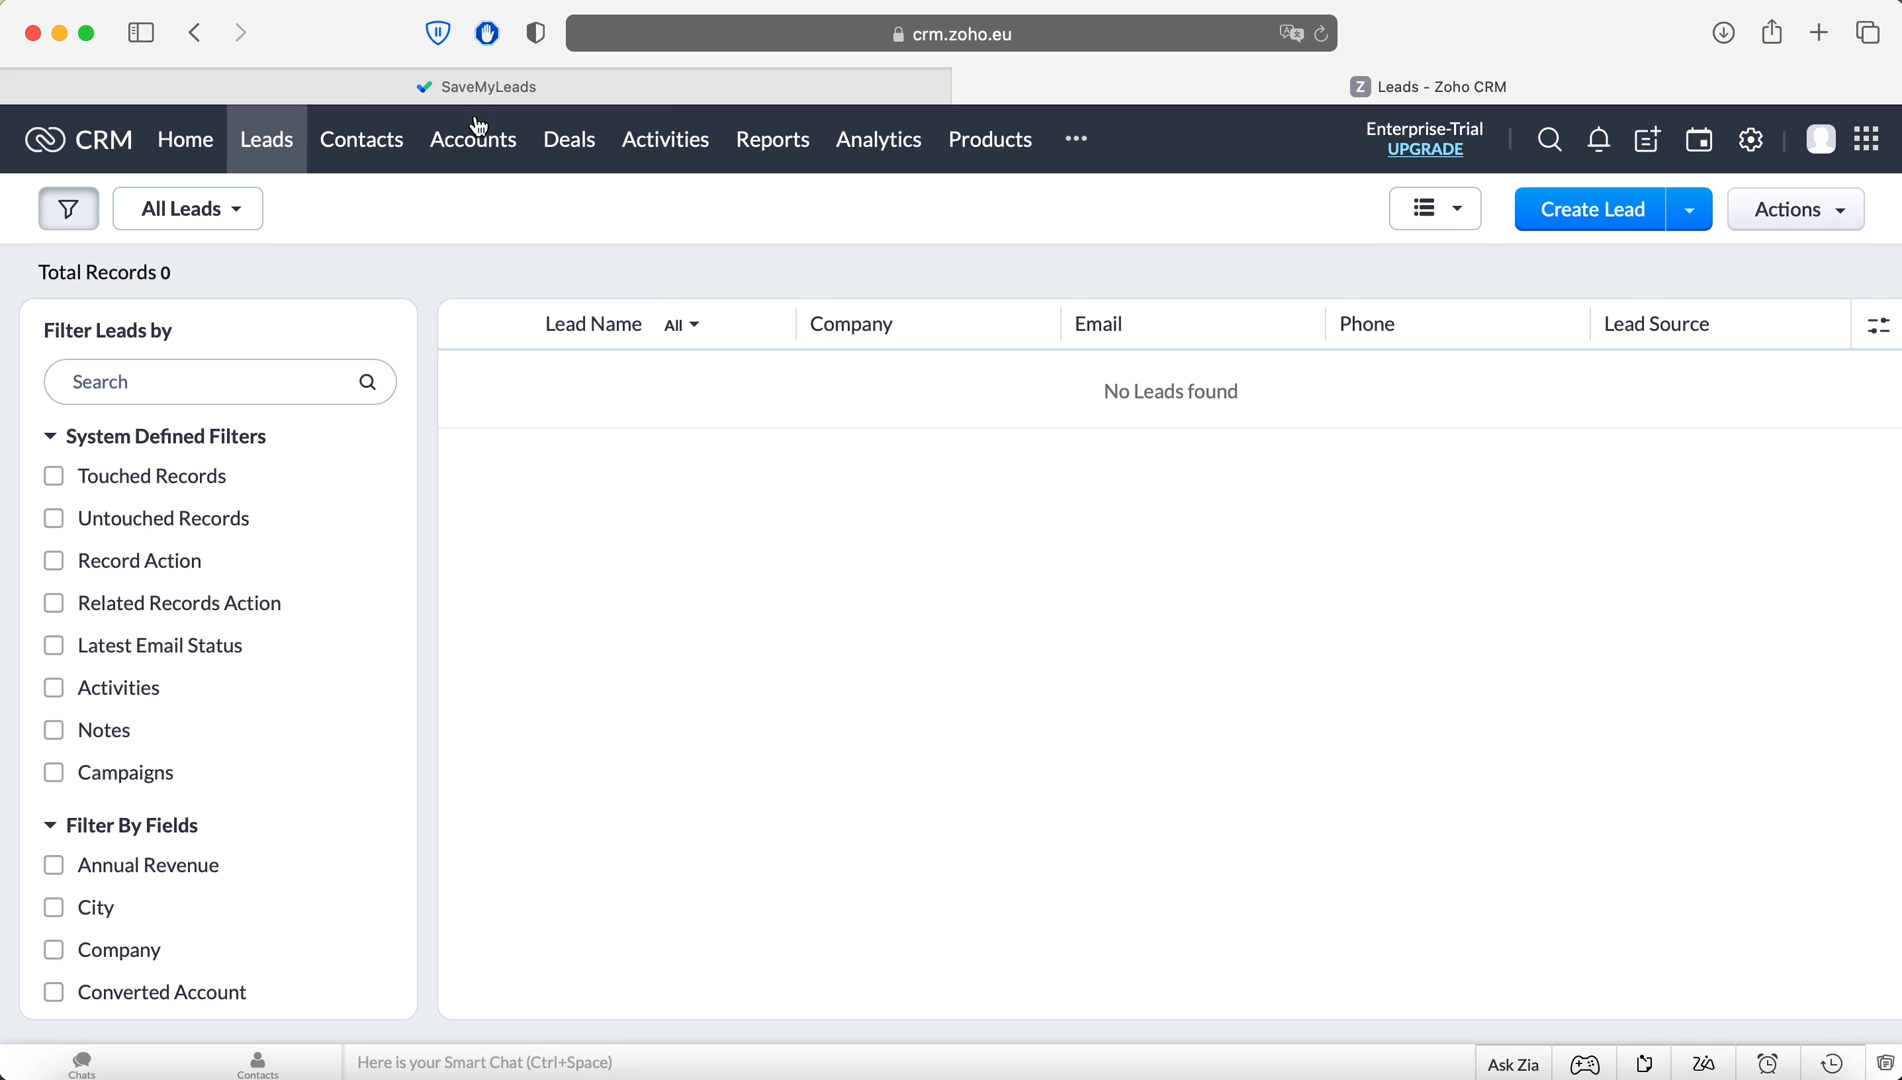 crm.zoho.eu
SaveMyLeads
Z Leads - Zoho CRM
CRM Home Leads Contacts Accounts Deals Activities Reports Analytics Products ...
Enterprise-Trial
UPGRADE
All Leads
Create Lead
Actions
Total Records 0
Filter Leads by
Search
System Defined Filters
Touched Records
Untouched Records
Record Action
Related Records Action
Latest Email Status
Activities
Notes
Campaigns
Filter By Fields
Annual Revenue
City
Company
Converted Account
Lead Name All Company Email Phone Lead Source
No Leads found
Chats
Contacts
Here is your Smart Chat (Ctrl+Space)
Ask Zia